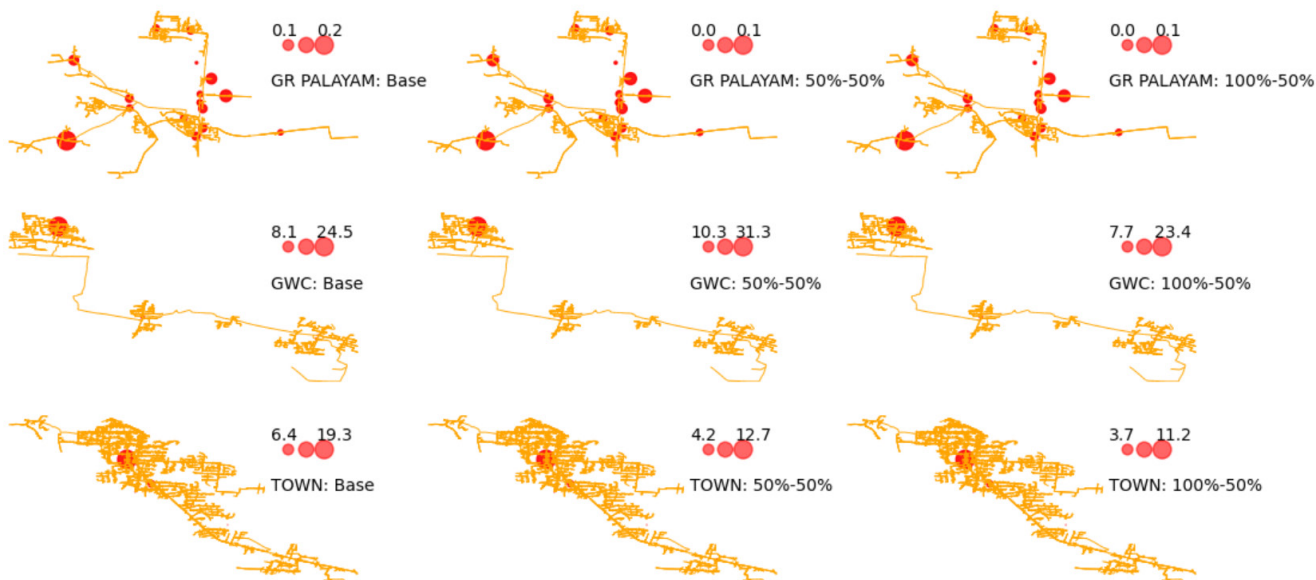 0.1 0.2
GR PALAYAM: Base
0.0 0.1
GR PALAYAM: 50%-50%
0.0 0.1
GR PALAYAM: 100%-50%
8.1 24.5
GWC: Base
10.3 31.3
GWC: 50%-50%
7.7 23.4
GWC: 100%-50%
6.4 19.3
TOWN: Base
4.2 12.7
TOWN: 50%-50%
3.7 11.2
TOWN: 100%-50%